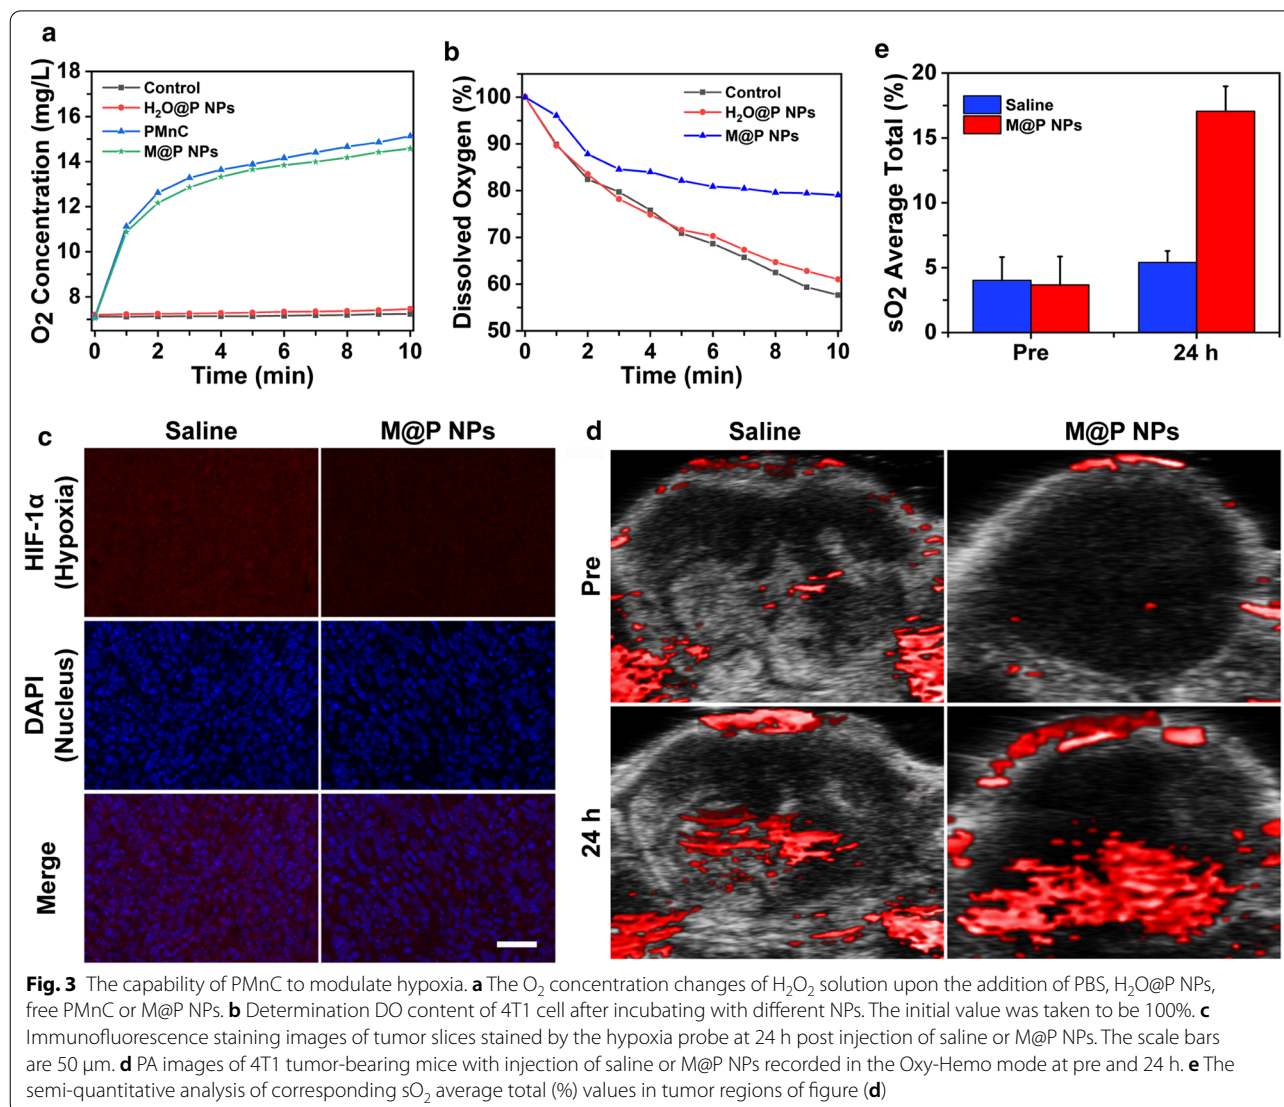 a
O2 Concentration (mg/L)
18
16
14
12
10
8
Control
H₂O@P NPs
PMnC
M@P NPs
0 2 4 6 8 10
Time (min)
b
Dissolved Oxygen (%)
100
90
80
70
60
50
Control
H₂O@P NPs
M@P NPs
0 2 4 6 8 10
Time (min)
e
sO2 Average Total (%)
20
15
10
5
0
Saline
M@P NPs
Pre 24 h
c
Saline M@P NPs
HIF-1α
(Hypoxia)
DAPI
(Nucleus)
Merge
d
Saline M@P NPs
Pre
24 h
Fig. 3 The capability of PMnC to modulate hypoxia. a The O₂ concentration changes of H₂O₂ solution upon the addition of PBS, H₂O@P NPs,
free PMnC or M@P NPs. b Determination DO content of 4T1 cell after incubating with different NPs. The initial value was taken to be 100%. c
Immunofluorescence staining images of tumor slices stained by the hypoxia probe at 24 h post injection of saline or M@P NPs. The scale bars
are 50 μm. d PA images of 4T1 tumor-bearing mice with injection of saline or M@P NPs recorded in the Oxy-Hemo mode at pre and 24 h. e The
semi-quantitative analysis of corresponding sO₂ average total (%) values in tumor regions of figure (d)